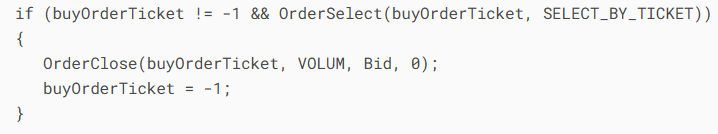 if (buyOrderTicket != -1 && OrderSelect(buyOrderTicket, SELECT_BY_TICKET))
{
   OrderClose(buyOrderTicket, VOLUM, Bid, 0);
   buyOrderTicket = -1;
}